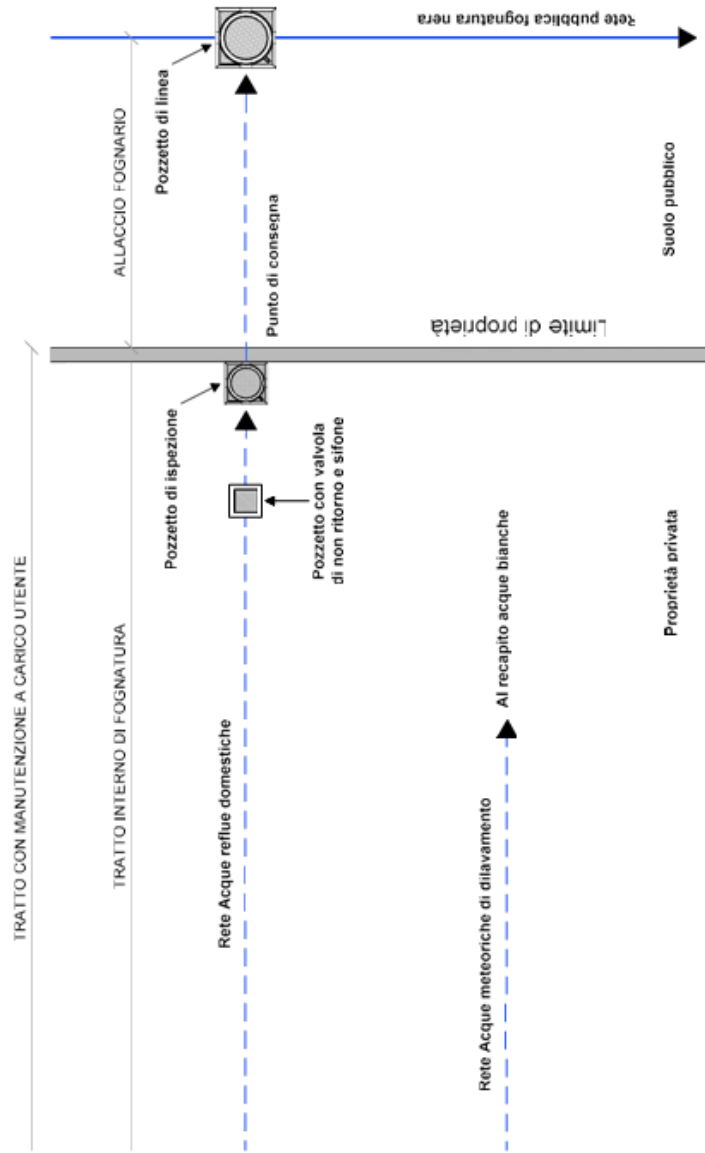 TRATTO CON MANUTENZIONE A CARICO UTENTE
TRATTO INTERNO DI FOGNATURA
ALLACCIO FOGNARIO
Pozzetto di ispezione
Pozzetto di linea
Rete Acque reflue domestiche
Pozzetto con valvola
di non ritorno e sifone
Punto di consegna
Limite di proprietà
Rete pubblica fognatura nera
Rete Acque meteoriche di dilavamento
Al recapito acque bianche
Proprietà privata
Suolo pubblico